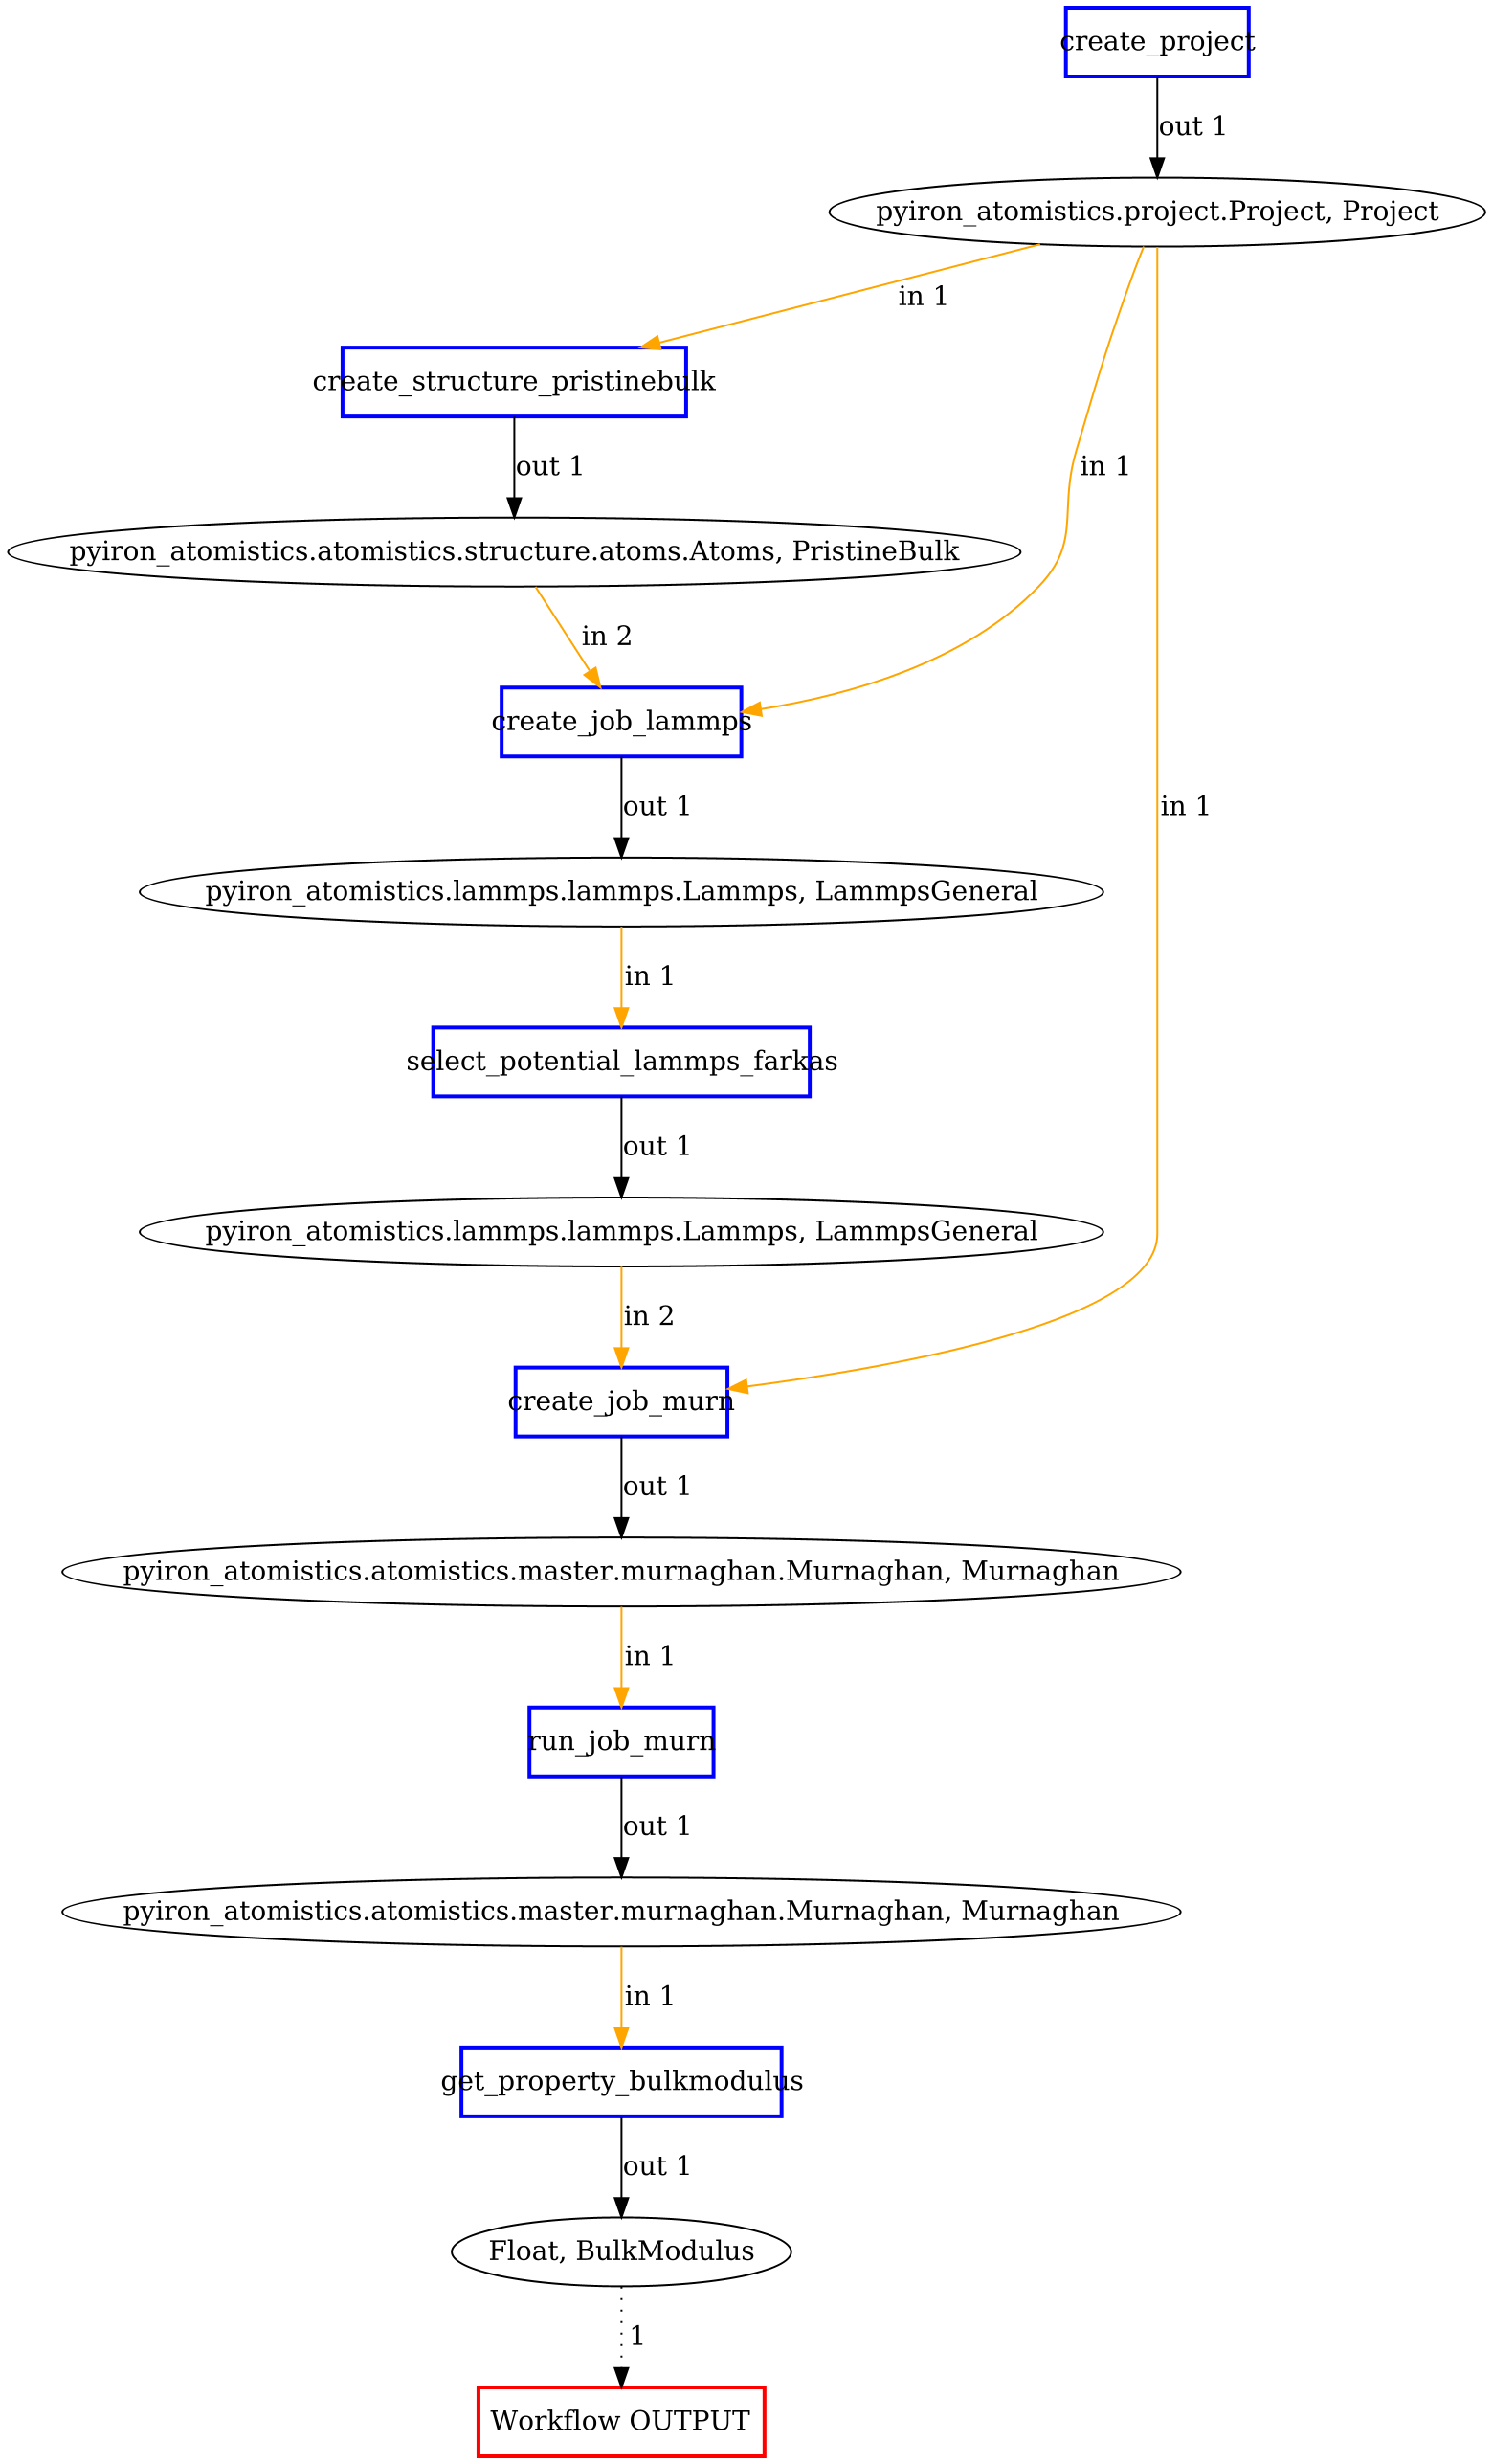 create_project
out 1
pyiron_atomistics.project.Project, Project
in 1
create_structure_pristinebulk
out 1
in 1
pyiron_atomistics.atomistics.structure.atoms.Atoms, PristineBulk
in 2
create_job_lammps
out 1
in 1
pyiron_atomistics.lammps.lammps.Lammps, LammpsGeneral
in 1
select_potential_lammps_farkas
out 1
pyiron_atomistics.lammps.lammps.Lammps, LammpsGeneral
in 2
create_job_murn
out 1
pyiron_atomistics.atomistics.master.murnaghan.Murnaghan, Murnaghan
in 1
run_job_murn
out 1
pyiron_atomistics.atomistics.master.murnaghan.Murnaghan, Murnaghan
in 1
get_property_bulkmodulus
out 1
Float, BulkModulus
1
Workflow OUTPUT